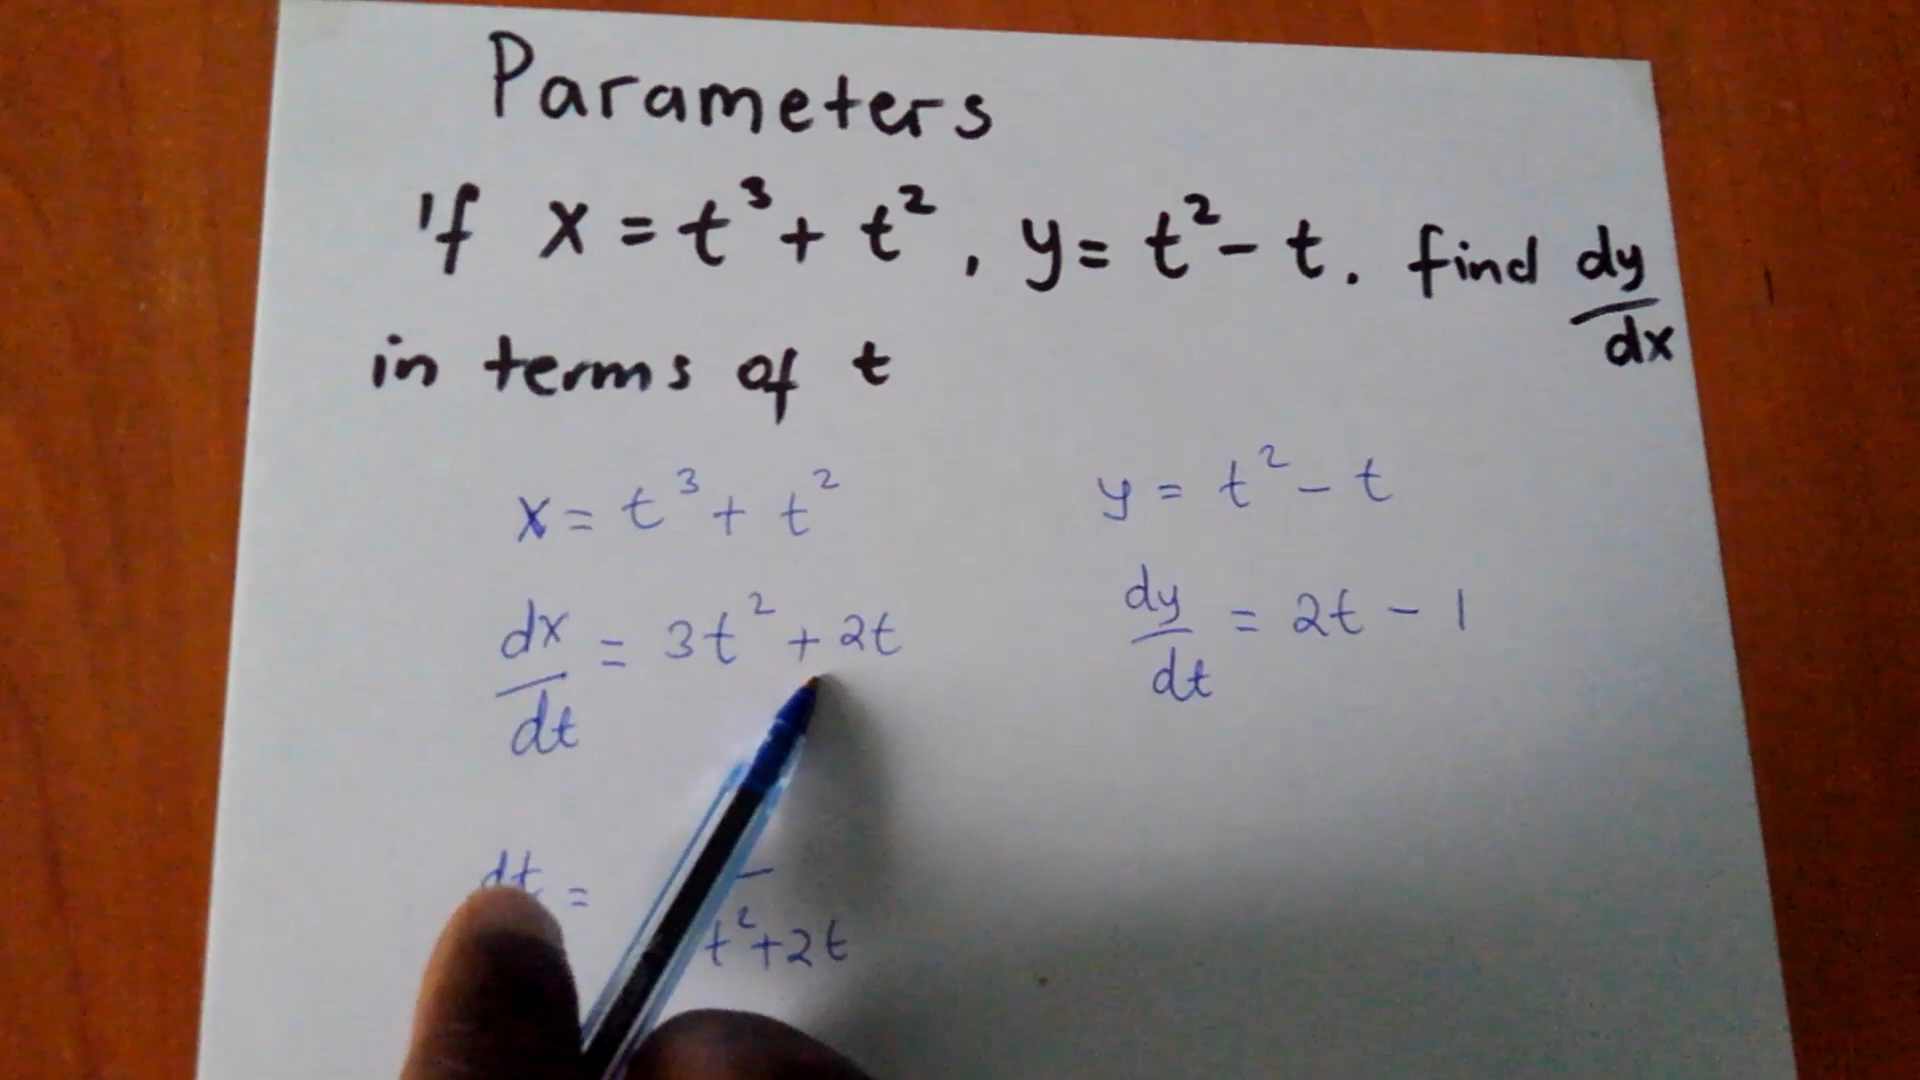 Parameters
If x = t³ + t², y = t² - t. find dy/dx
in terms of t
x = t³ + t²
y = t² - t
dx/dt = 3t² + 2t
dy/dt = 2t - 1
dt =
t² + 2t